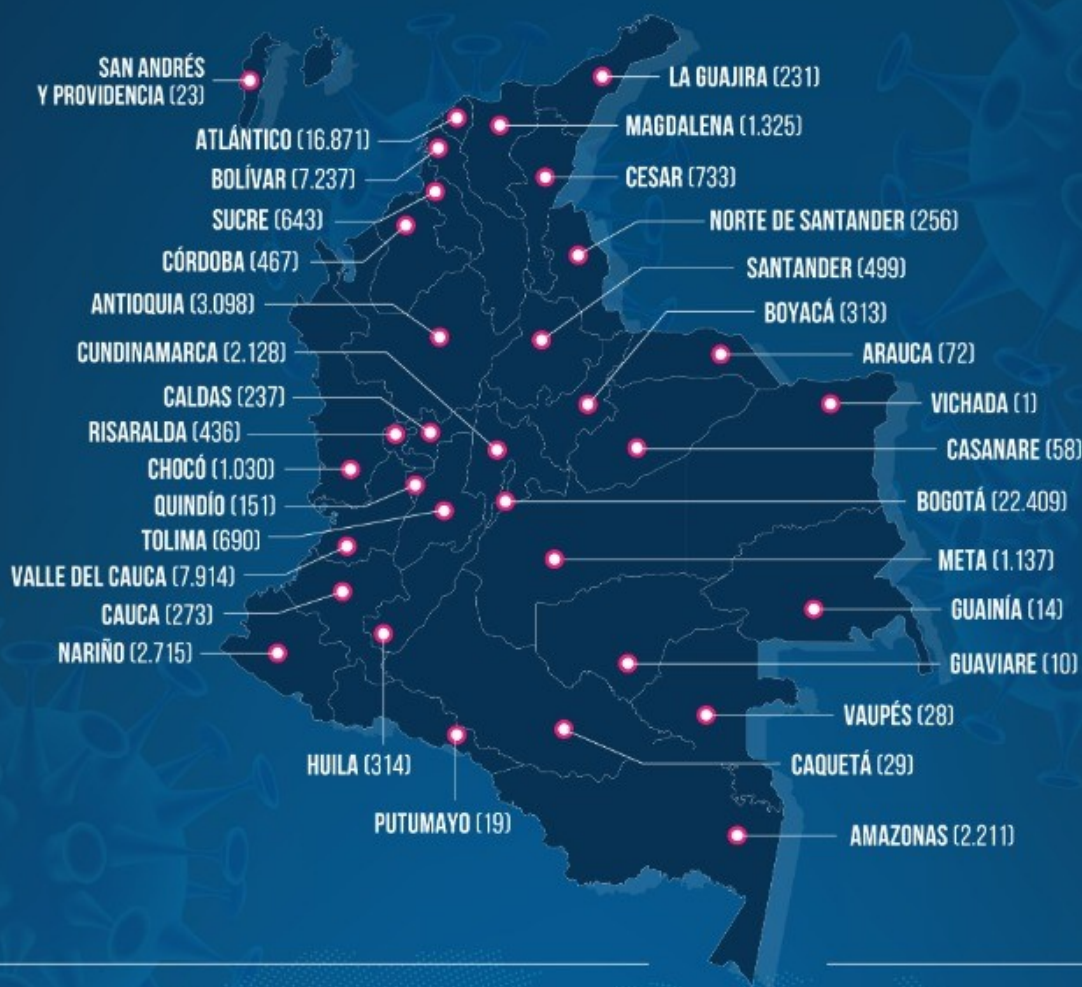 SAN ANDRÉS
Y PROVIDENCIA (23)
ATLÁNTICO (16.871)
BOLÍVAR (7.237)
SUCRE (643)
CÓRDOBA (467)
ANTIOQUIA (3.098)
CUNDINAMARCA (2.128)
CALDAS (237)
RISARALDA (436)
CHOCÓ (1.030)
QUINDÍO (151)
TOLIMA (690)
VALLE DEL CAUCA (7.914)
CAUCA (273)
NARIÑO (2.715)
HUILA (314)
PUTUMAYO (19)
LA GUAJIRA (231)
MAGDALENA (1.325)
CESAR (733)
NORTE DE SANTANDER (256)
SANTANDER (499)
BOYACÁ (313)
ARAUCA (72)
VICHADA (1)
CASANARE (58)
BOGOTÁ (22.409)
META (1.137)
GUAINÍA (14)
GUAVIARE (10)
VAUPÉS (28)
CAQUETÁ (29)
AMAZONAS (2.211)